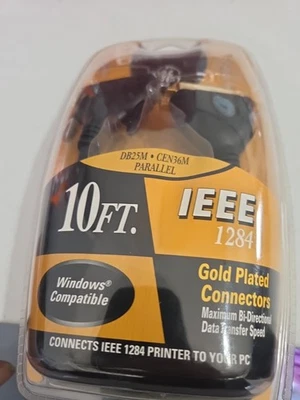 DB25M • CEN36M
PARALLEL
10FT.
IEEE
1284
Windows®
Compatible
Gold Plated
Connectors
Maximum Bi-Directional
Data Transfer Speed
CONNECTS IEEE 1284 PRINTER TO YOUR PC